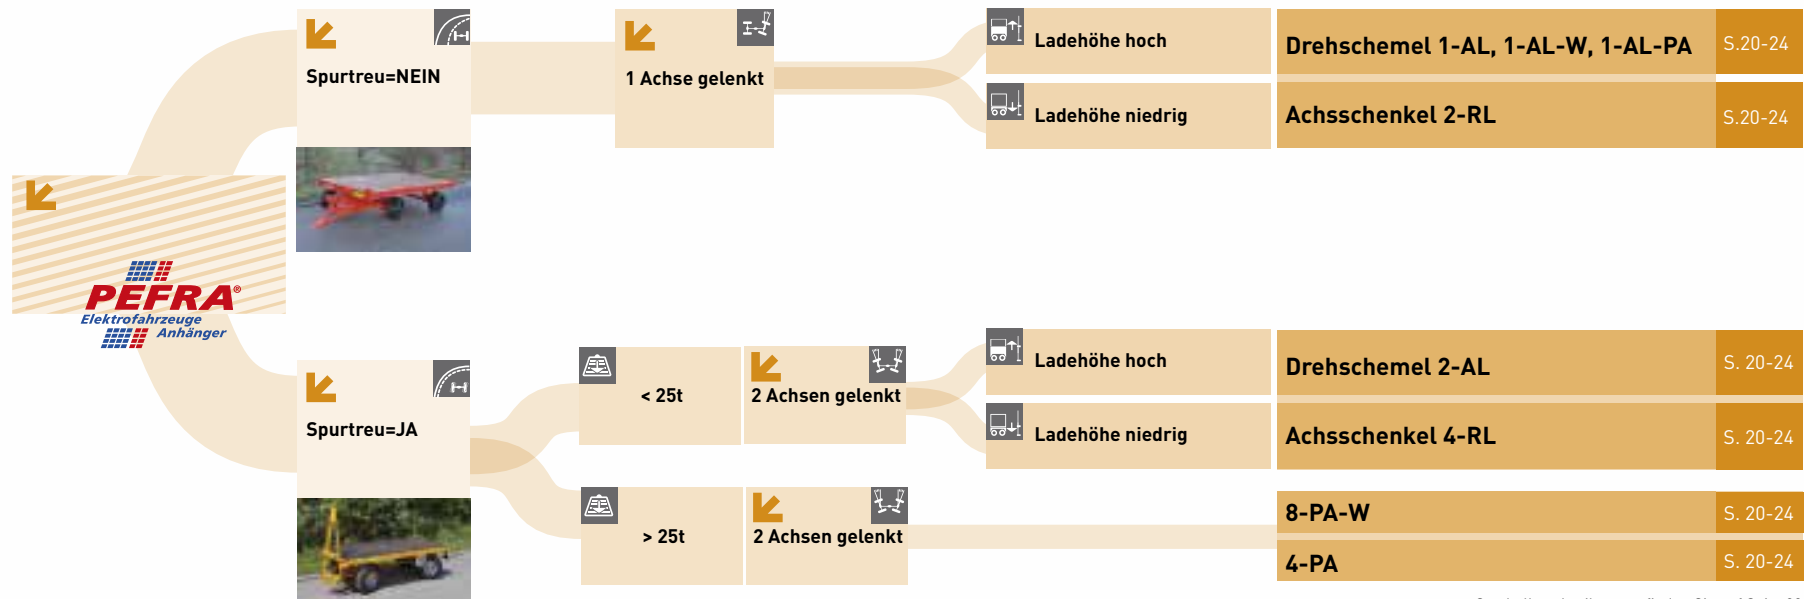 PEFRA®
Elektrofahrzeuge
Anhänger
Spurtreu=NEIN
1 Achse gelenkt
Ladehöhe hoch
Drehschemel 1-AL, 1-AL-W, 1-AL-PA
S.20-24
Ladehöhe niedrig
Achsschenkel 2-RL
S.20-24
Spurtreu=JA
< 25t
2 Achsen gelenkt
Ladehöhe hoch
Drehschemel 2-AL
S. 20-24
Ladehöhe niedrig
Achsschenkel 4-RL
S. 20-24
> 25t
2 Achsen gelenkt
8-PA-W
S. 20-24
4-PA
S. 20-24